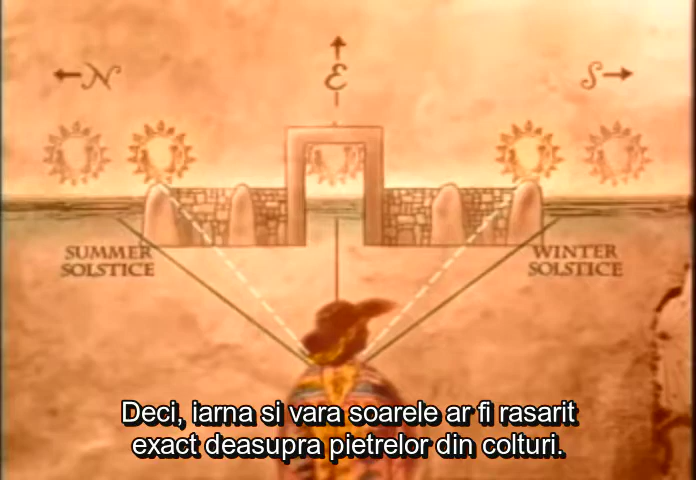 N
E
S
SUMMER
SOLSTICE
WINTER
SOLSTICE
Deci, iarna si vara soarele ar fi rasarit
exact deasupra pietrelor din colturi.